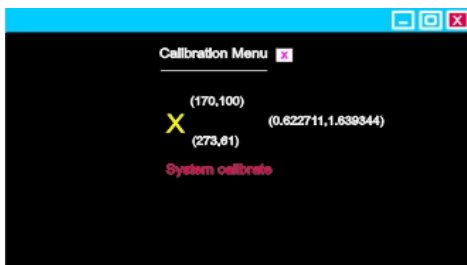 Calibration Menu X
(170,100)
X (0.622711,1.639344)
(273,61)
System calibrate